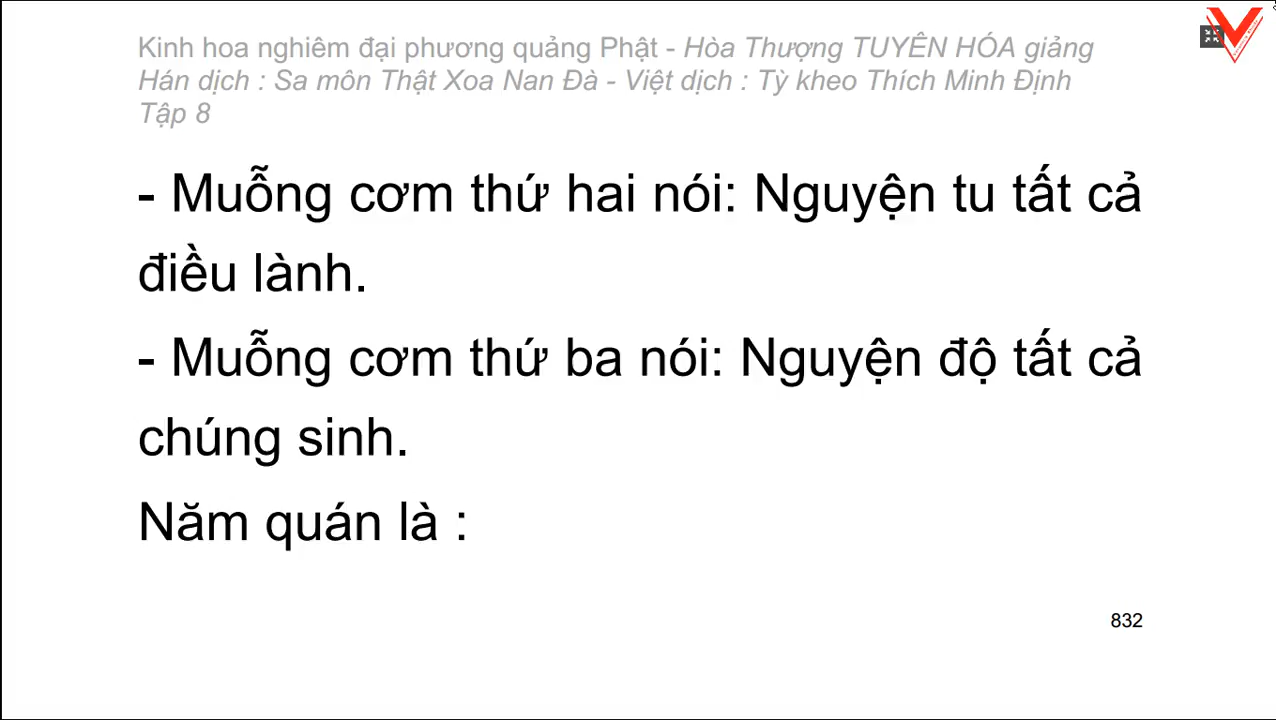 Kinh hoa nghiêm đại phương quảng Phật - Hòa Thượng TUYÊN HÓA giảng
Hán dịch : Sa môn Thật Xoa Nan Đà - Việt dịch : Tỳ kheo Thích Minh Định
Tập 8
- Muỗng cơm thứ hai nói: Nguyện tu tất cả
điều lành.
- Muỗng cơm thứ ba nói: Nguyện độ tất cả
chúng sinh.
Năm quán là :
832